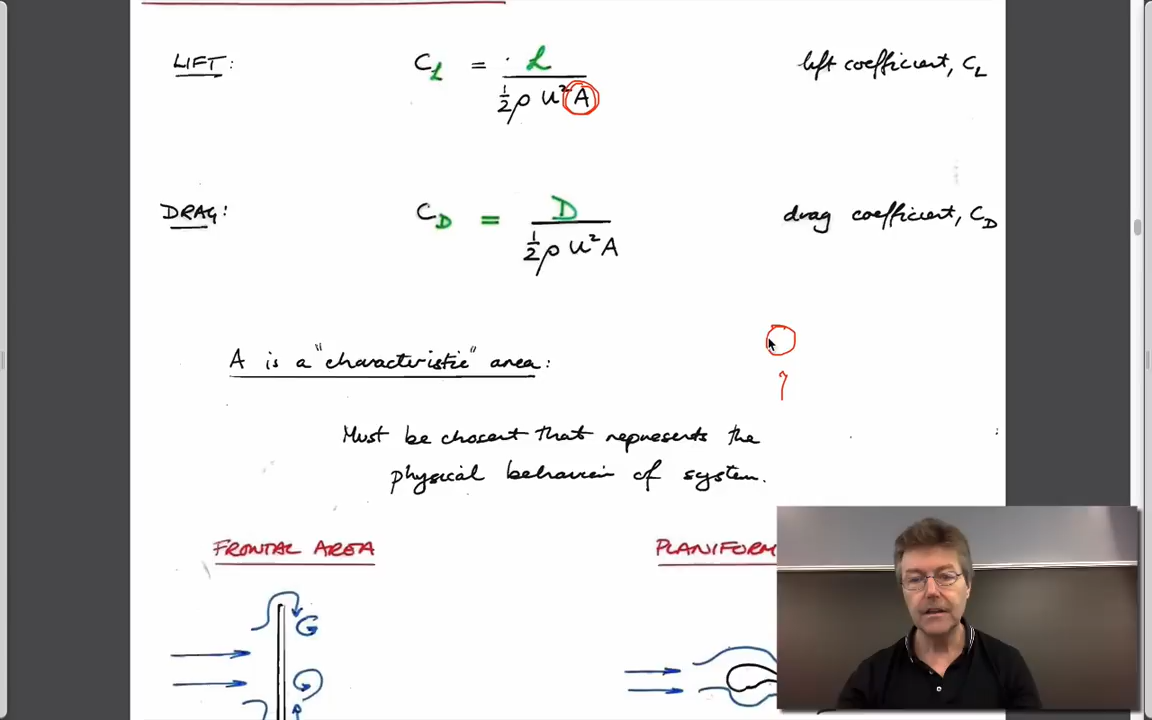 LIFT: C_L = L / ½ρu²A lift coefficient, C_L
DRAG: C_D = D / ½ρu²A drag coefficient, C_D
A is a "characteristic" area:
Must be chosen that represents the
physical behavior of system.
FRONTAL AREA PLANIFORM